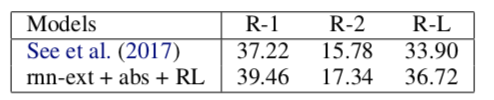 Models R-1 R-2 R-L
See et al. (2017) 37.22 15.78 33.90
rnn-ext + abs + RL 39.46 17.34 36.72